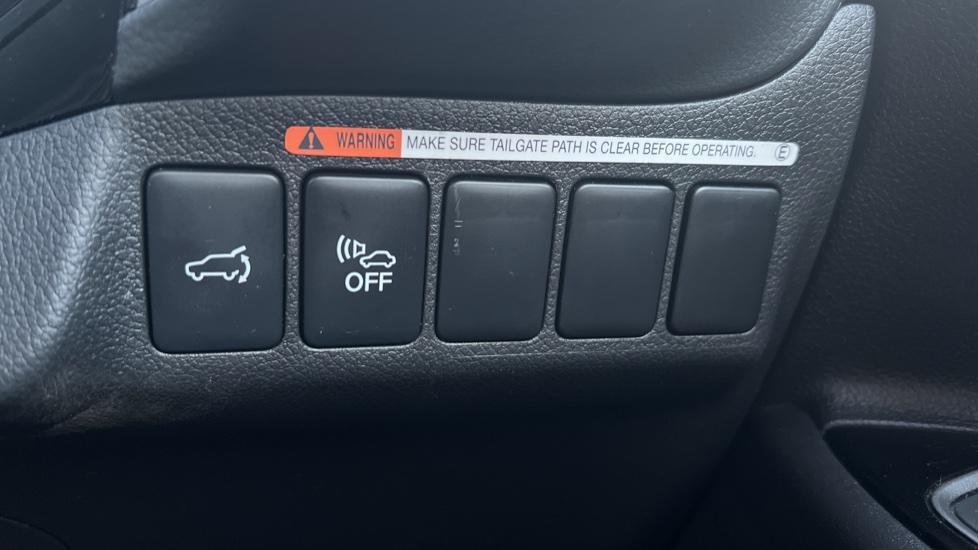 WARNING MAKE SURE TAILGATE PATH IS CLEAR BEFORE OPERATING. E
OFF